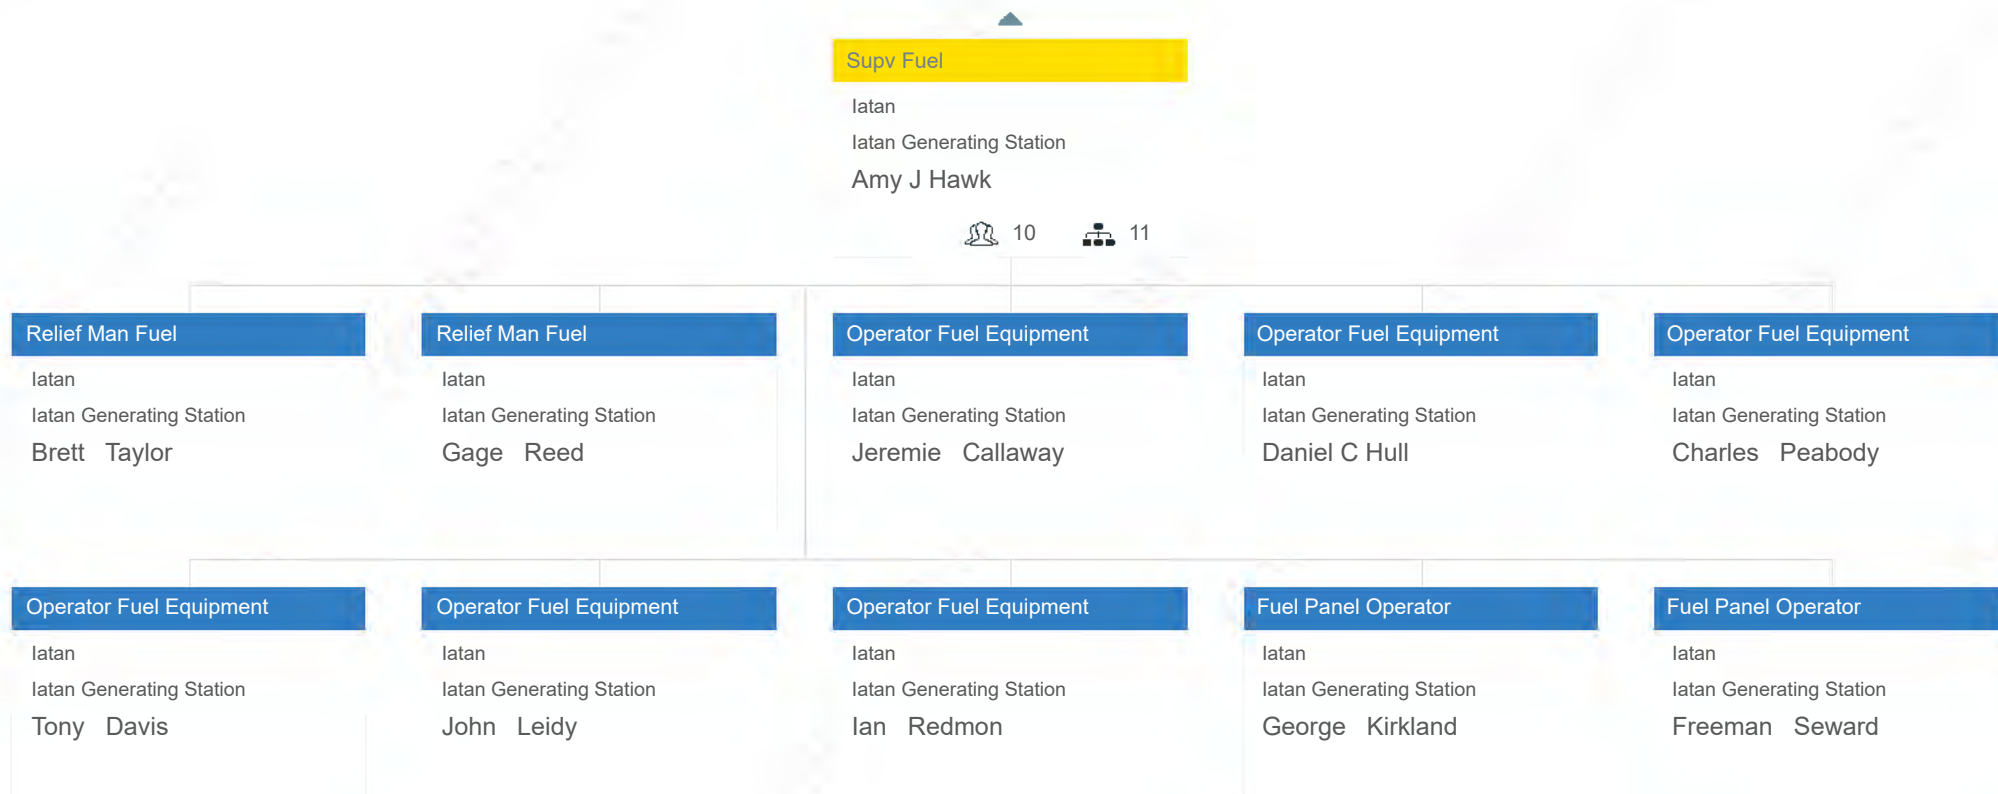 Supv Fuel
Iatan
Iatan Generating Station
Amy J Hawk
10 11
Relief Man Fuel
Iatan
Iatan Generating Station
Brett Taylor
Relief Man Fuel
Iatan
Iatan Generating Station
Gage Reed
Operator Fuel Equipment
Iatan
Iatan Generating Station
Jeremie Callaway
Operator Fuel Equipment
Iatan
Iatan Generating Station
Daniel C Hull
Operator Fuel Equipment
Iatan
Iatan Generating Station
Charles Peabody
Operator Fuel Equipment
Iatan
Iatan Generating Station
Tony Davis
Operator Fuel Equipment
Iatan
Iatan Generating Station
John Leidy
Operator Fuel Equipment
Iatan
Iatan Generating Station
Ian Redmon
Fuel Panel Operator
Iatan
Iatan Generating Station
George Kirkland
Fuel Panel Operator
Iatan
Iatan Generating Station
Freeman Seward